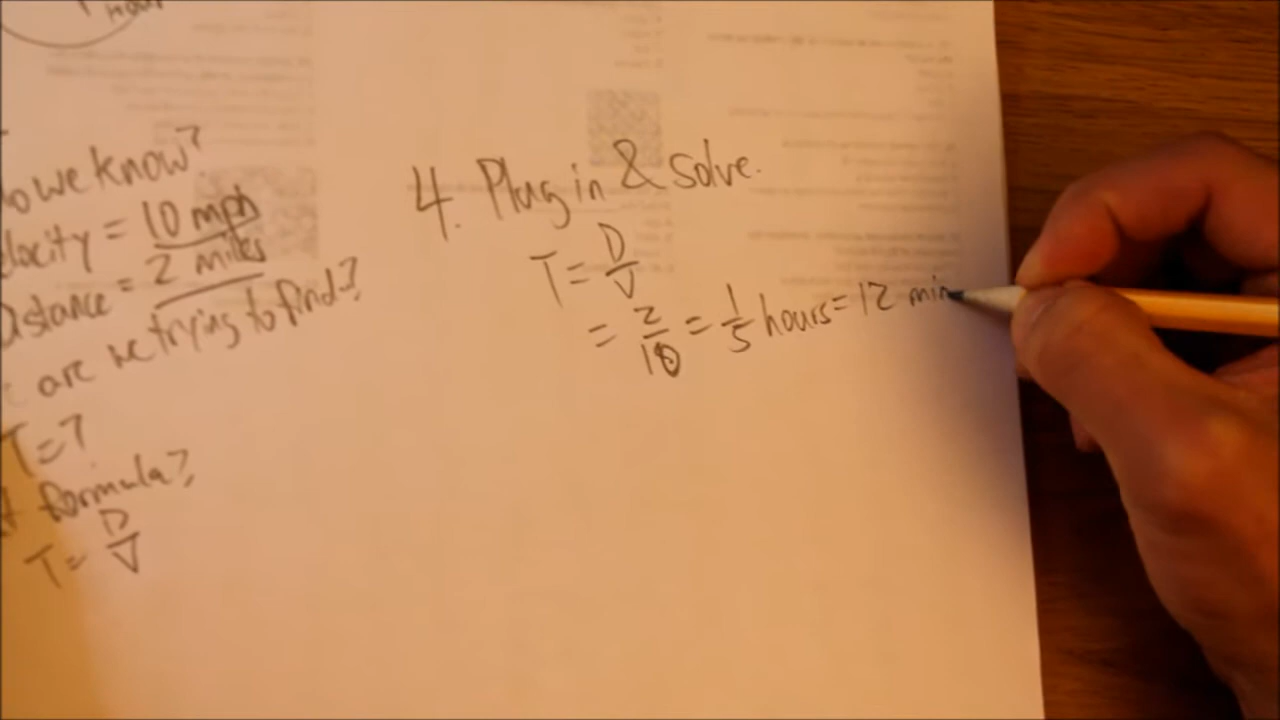 Hour
o we know?
elocity = 10 mph
Distance = 2 miles
are we trying to find?
T=?
t formula?
T= D/V
4. Plug in & solve.
T= D/V
= 2/10 = 1/5 hours= 12 min